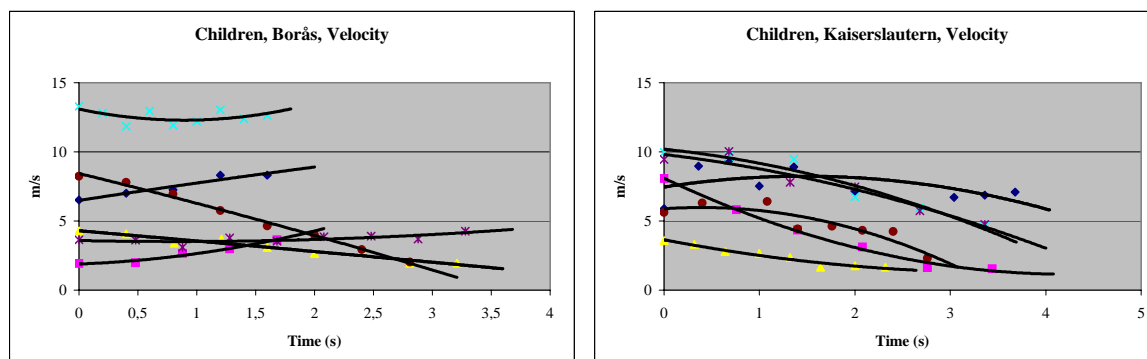 Children, Borås, Velocity
15
10
5
0
m/s
0 0,5 1 1,5 2 2,5 3 3,5 4
Time (s)
Children, Kaiserslautern, Velocity
15
10
5
0
m/s
0 1 2 3 4 5
Time (s)